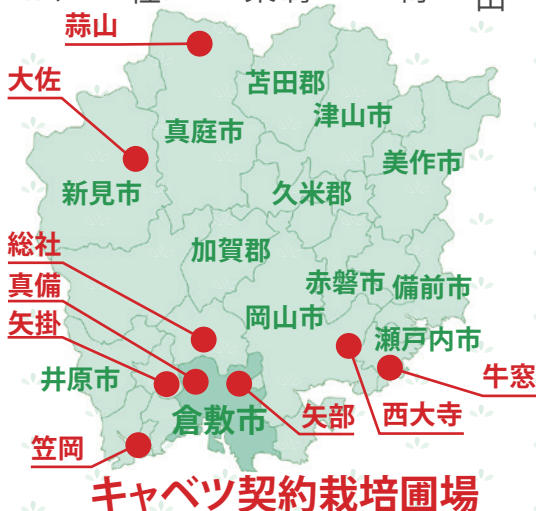 蒜山
苫田郡
大佐
津山市
真庭市
美作市
新見市
久米郡
総社
加賀郡
真備
赤磐市
備前市
矢掛
岡山市
瀬戸内市
井原市
牛窓
倉敷市
矢部
西大寺
笠岡
キャベツ契約栽培圃場